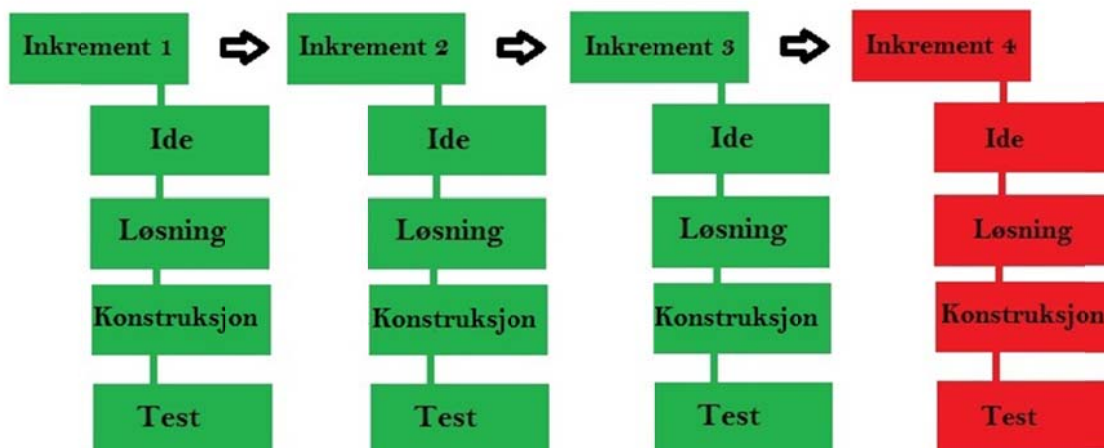 Inkrement 1
Inkrement 2
Inkrement 3
Inkrement 4
Ide
Ide
Ide
Ide
Løsning
Løsning
Løsning
Løsning
Konstruksjon
Konstruksjon
Konstruksjon
Konstruksjon
Test
Test
Test
Test